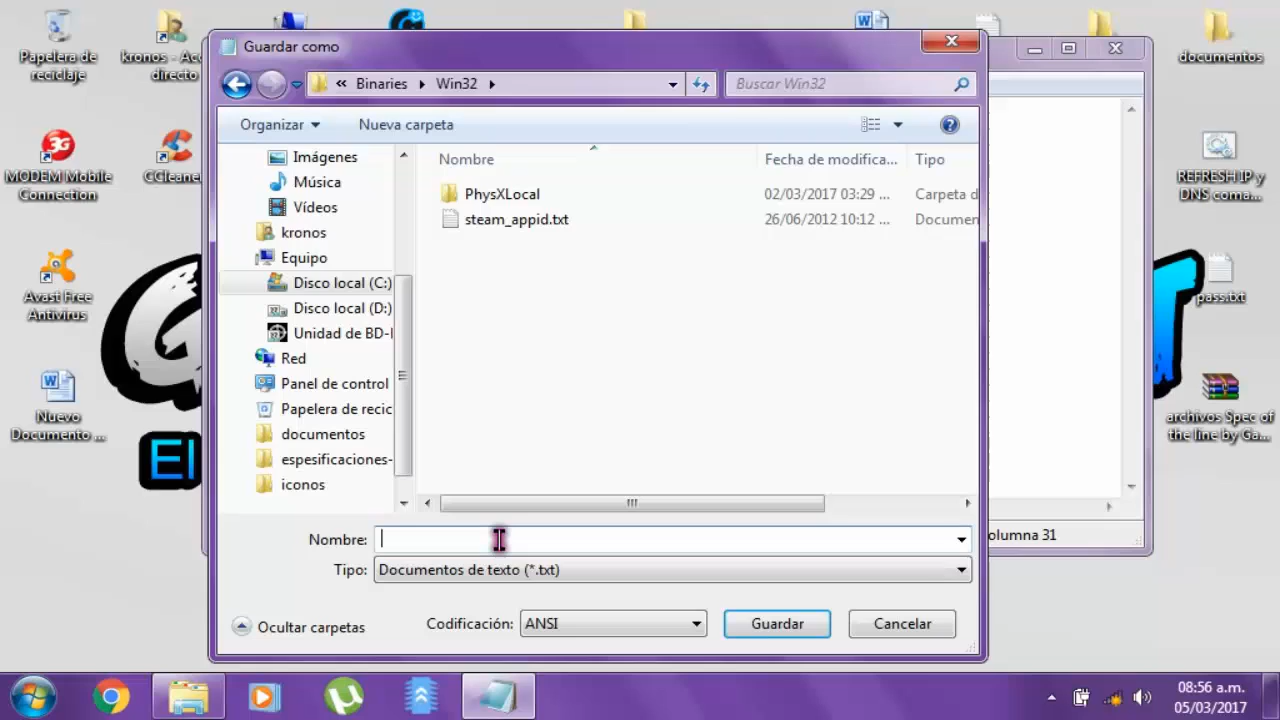 Papelera de
reciclaje
kronos - Acc
directo
documentos
Guardar como
« Binaries Win32
Buscar Win32
Organizar
Nueva carpeta
Imágenes
Música
Vídeos
kronos
Equipo
Disco local (C:)
Disco local (D:)
Unidad de BD-
Red
Panel de control
Papelera de recic
documentos
espesificaciones-
iconos
Nombre
Fecha de modifica...
Tipo
PhysXLocal
02/03/2017 03:29 ...
Carpeta d
steam_appid.txt
26/06/2012 10:12 ...
Documen
MODEM Mobile
Connection
CCleaner
REFRESH IP y
DNS coma...
Avast Free
Antivirus
pass.txt
Nuevo
Documento ...
archivos Spec of
the line by Ga...
El
olumna 31
Nombre:
Tipo:
Documentos de texto (*.txt)
Ocultar carpetas
Codificación:
ANSI
Guardar
Cancelar
08:56 a.m.
05/03/2017